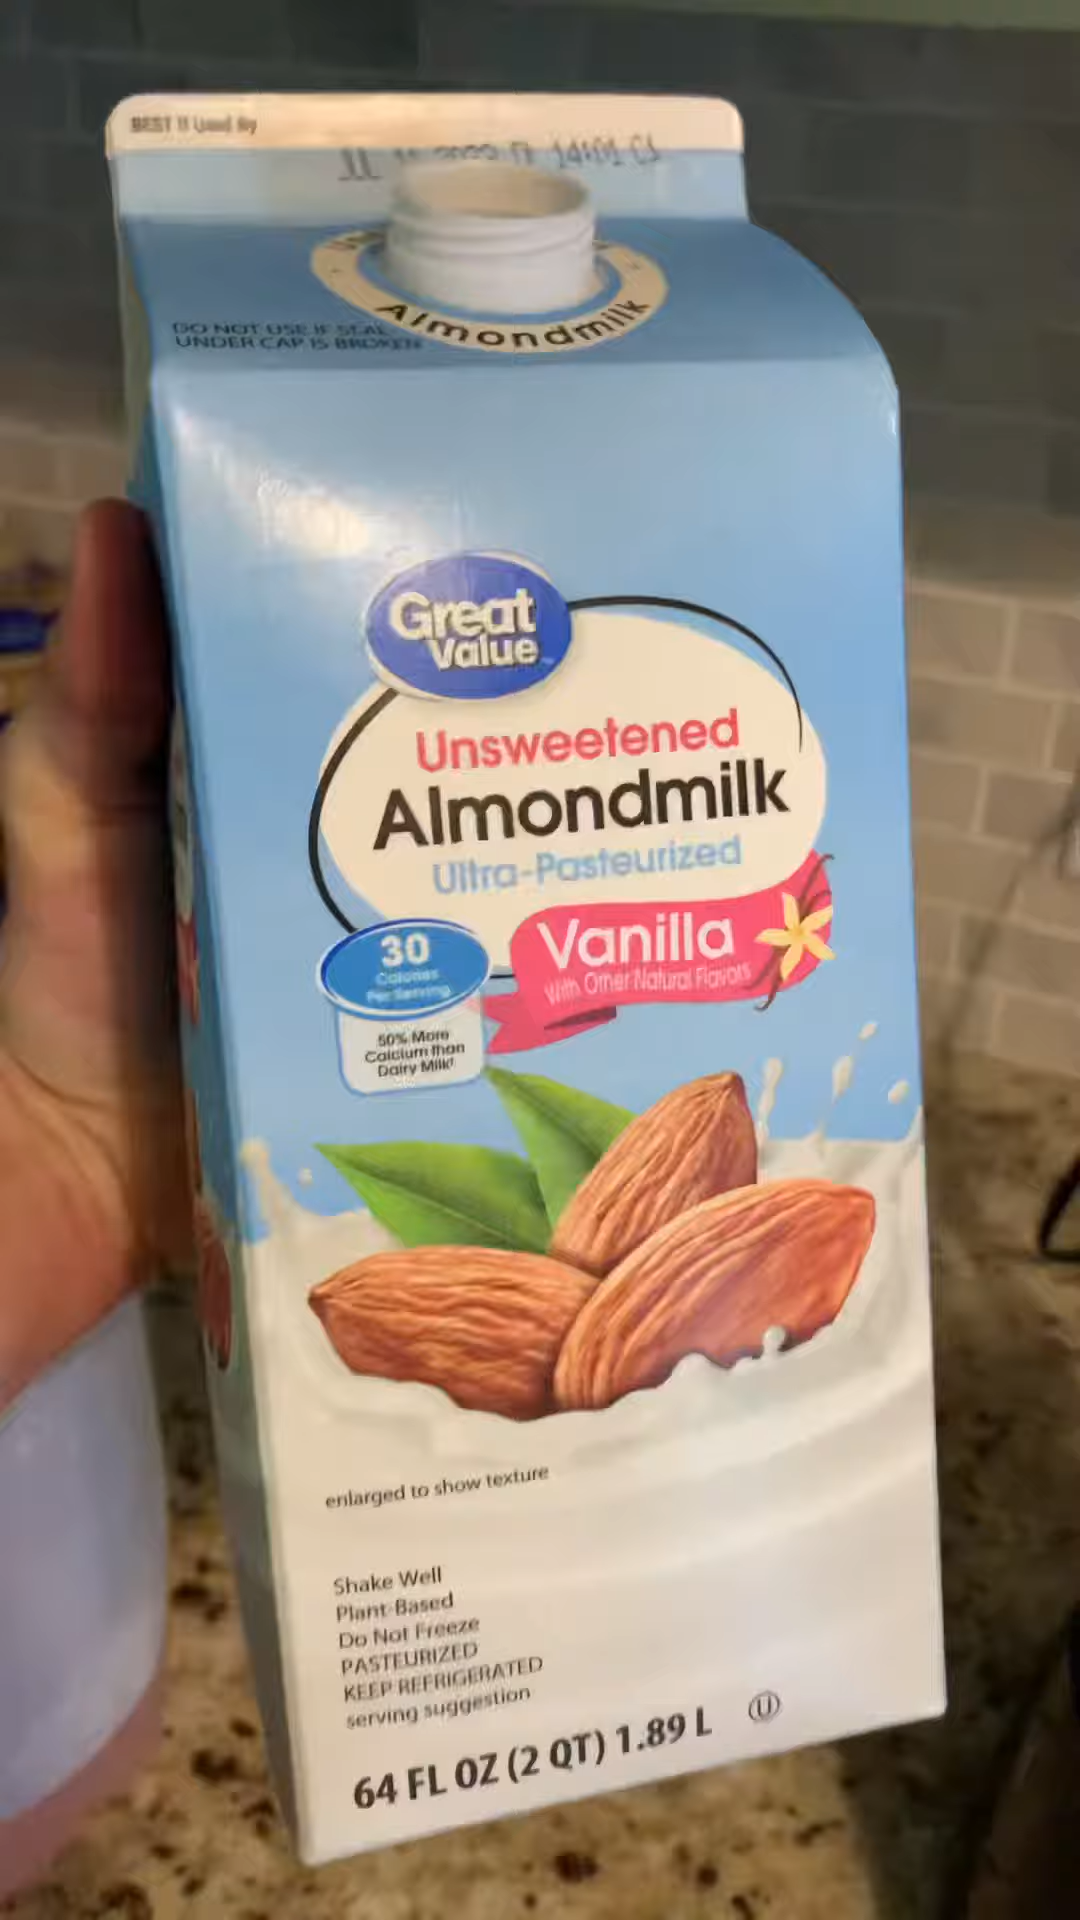 BEST If Used By
14:01 C1
Almondmilk
DO NOT USE IF SEAL
UNDER CAP IS BROKEN
Great
Value
Unsweetened
Almondmilk
Ultra-Pasteurized
Vanilla
With Other Natural Flavors
30
Calories
Per Serving
50% More
Calcium than
Dairy Milk†
enlarged to show texture
Shake Well
Plant-Based
Do Not Freeze
PASTEURIZED
KEEP REFRIGERATED
serving suggestion
64 FL OZ (2 QT) 1.89 L
U